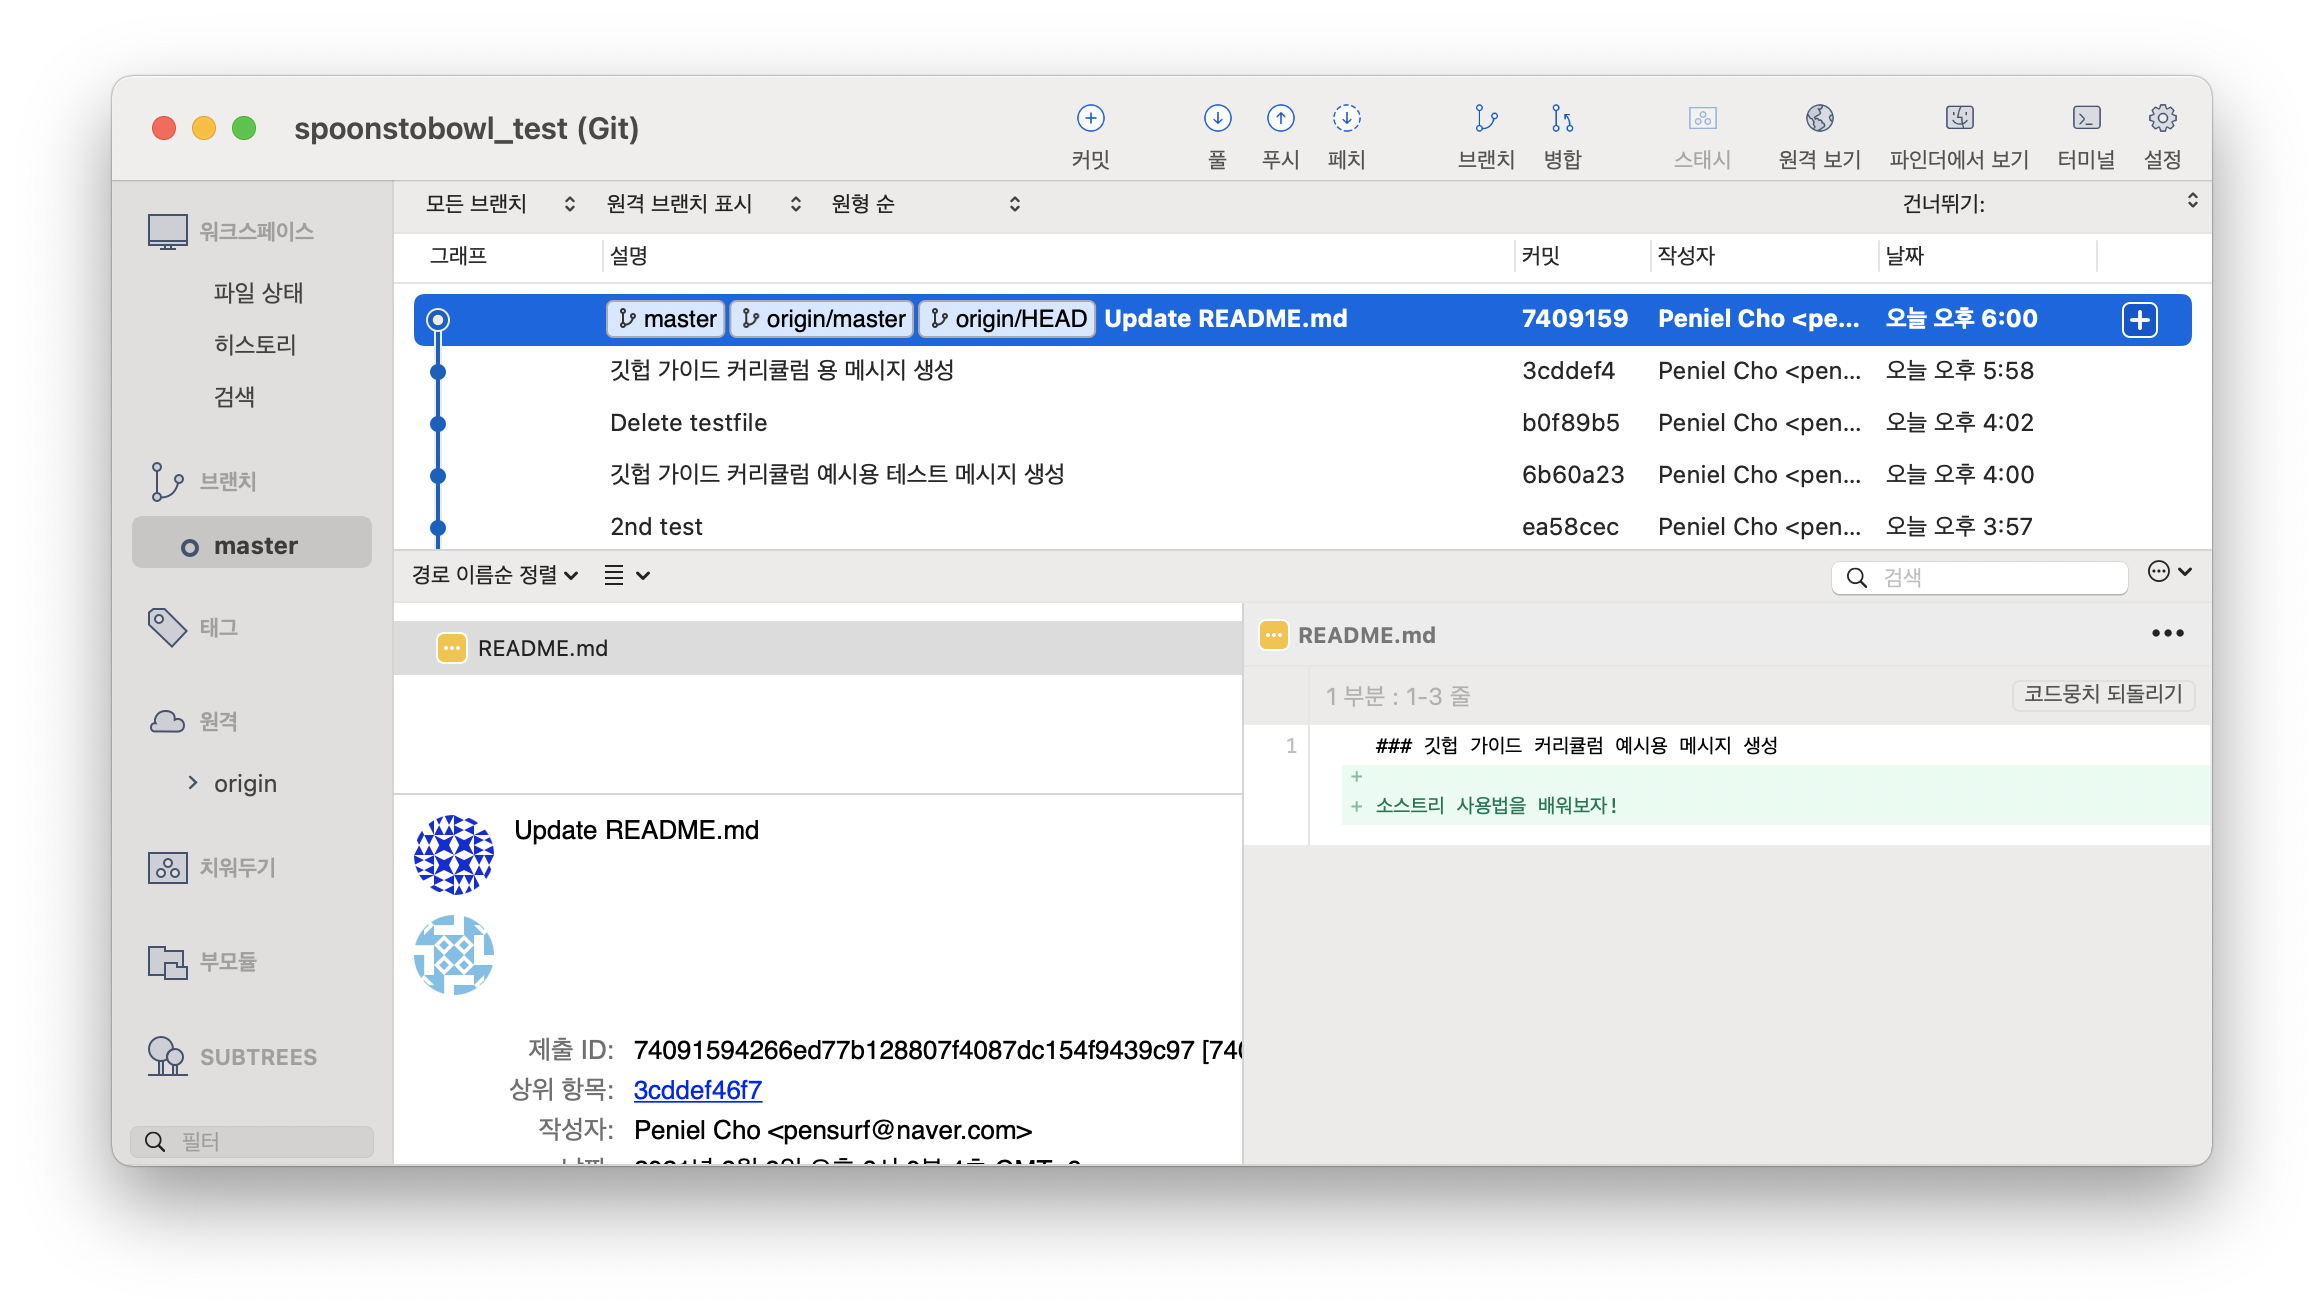 spoonstobowl_test (Git)
커밋 풀 푸시 페치 브랜치 병합 스태시 원격 보기 파인더에서 보기 터미널 설정
워크스페이스
파일 상태
히스토리
검색
브랜치
master
태그
원격
origin
치워두기
부모듈
SUBTREES
필터
모든 브랜치 원격 브랜치 표시 원형 순 건너뛰기:
그래프 설명 커밋 작성자 날짜
master origin/master origin/HEAD Update README.md 7409159 Peniel Cho <pe... 오늘 오후 6:00
깃헙 가이드 커리큘럼 용 메시지 생성 3cddef4 Peniel Cho <pen... 오늘 오후 5:58
Delete testfile b0f89b5 Peniel Cho <pen... 오늘 오후 4:02
깃헙 가이드 커리큘럼 예시용 테스트 메시지 생성 6b60a23 Peniel Cho <pen... 오늘 오후 4:00
2nd test ea58cec Peniel Cho <pen... 오늘 오후 3:57
경로 이름순 정렬 검색
README.md
Update README.md
제출 ID: 74091594266ed77b128807f4087dc154f9439c97 [740
상위 항목: 3cddef46f7
작성자: Peniel Cho <pensurf@naver.com>
README.md
1 부분 : 1-3 줄 코드뭉치 되돌리기
1 ### 깃헙 가이드 커리큘럼 예시용 메시지 생성
+
+ 소스트리 사용법을 배워보자!